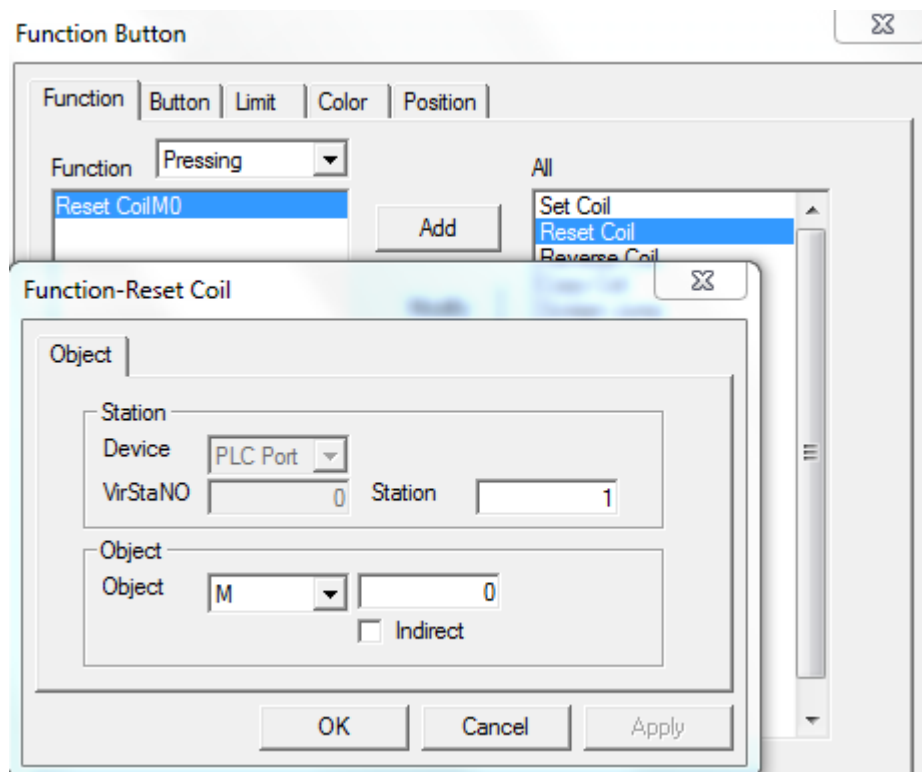 Function Button
Function Button Limit Color Position
Function Pressing All
Reset CoilM0 Set Coil
Add Reset Coil
Reverse Coil
Function-Reset Coil
Object
Station
Device PLC Port
VirStaNO 0 Station 1
Object
Object M 0
Indirect
OK Cancel Apply